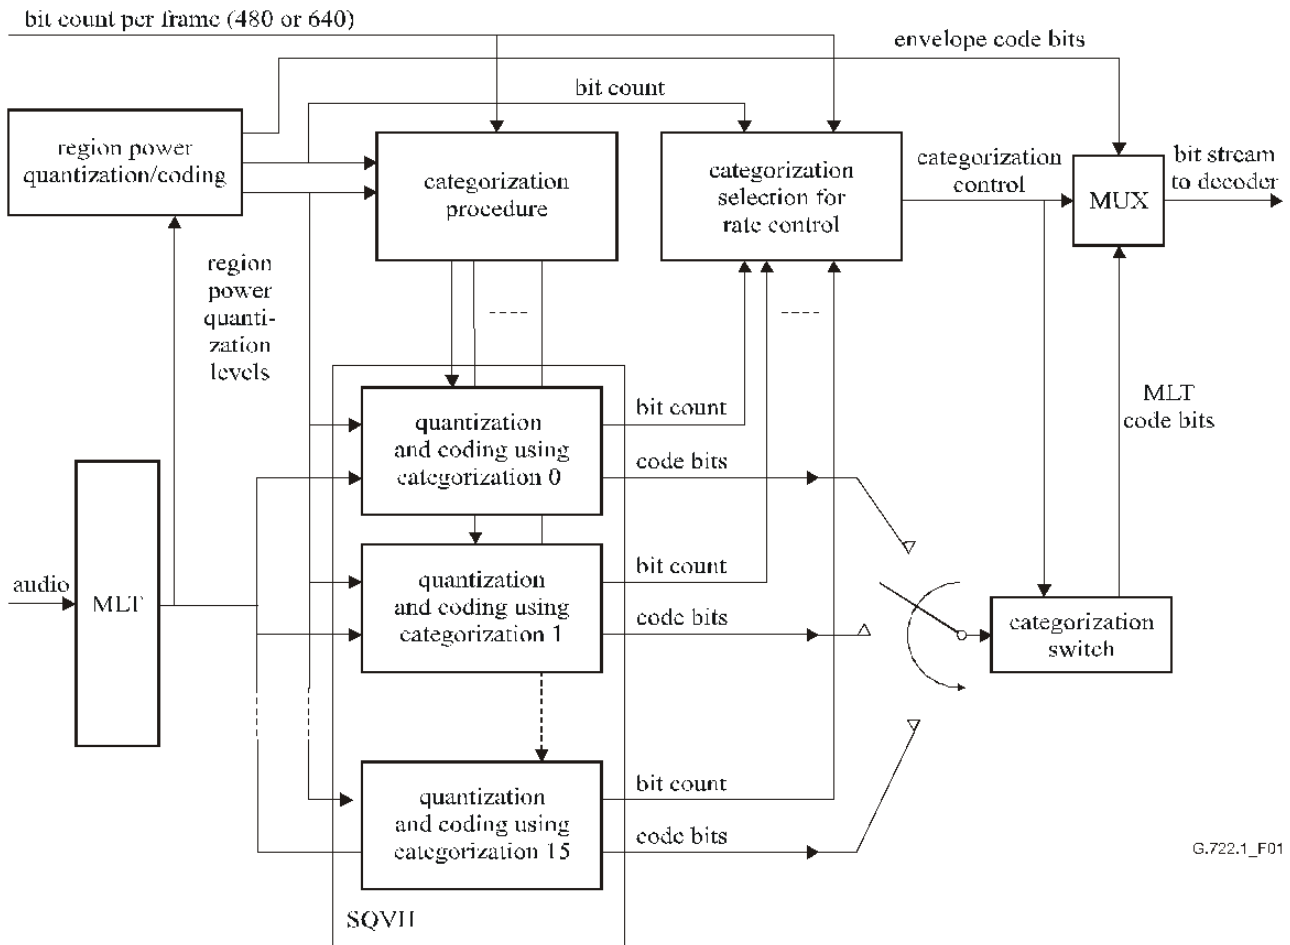 bit count per frame (480 or 640)
envelope code bits
bit count
region power
quantization/coding
categorization
procedure
categorization
selection for
rate control
categorization
control
MUX
bit stream
to decoder
region
power
quanti-
zation
levels
quantization
and coding using
categorization 0
bit count
code bits
MLT
code bits
audio
MLT
quantization
and coding using
categorization 1
bit count
code bits
categorization
switch
quantization
and coding using
categorization 15
bit count
code bits
SQVH
G.722.1_F01